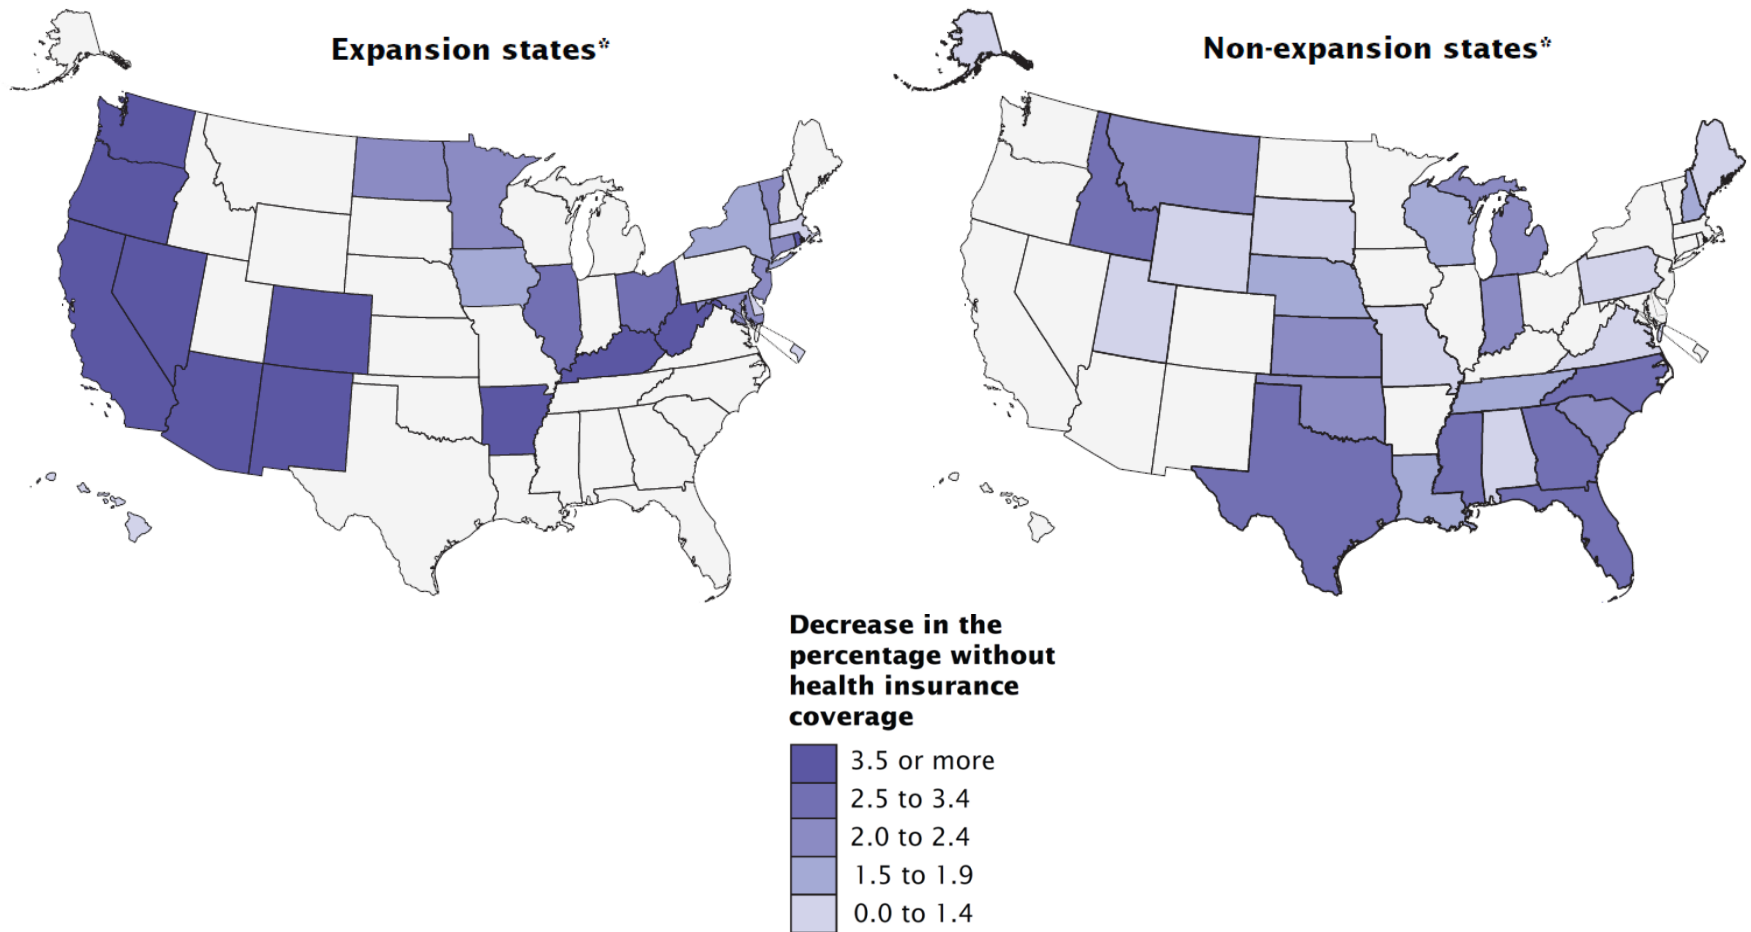 Expansion states*
Non-expansion states*
Decrease in the
percentage without
health insurance
coverage
3.5 or more
2.5 to 3.4
2.0 to 2.4
1.5 to 1.9
0.0 to 1.4